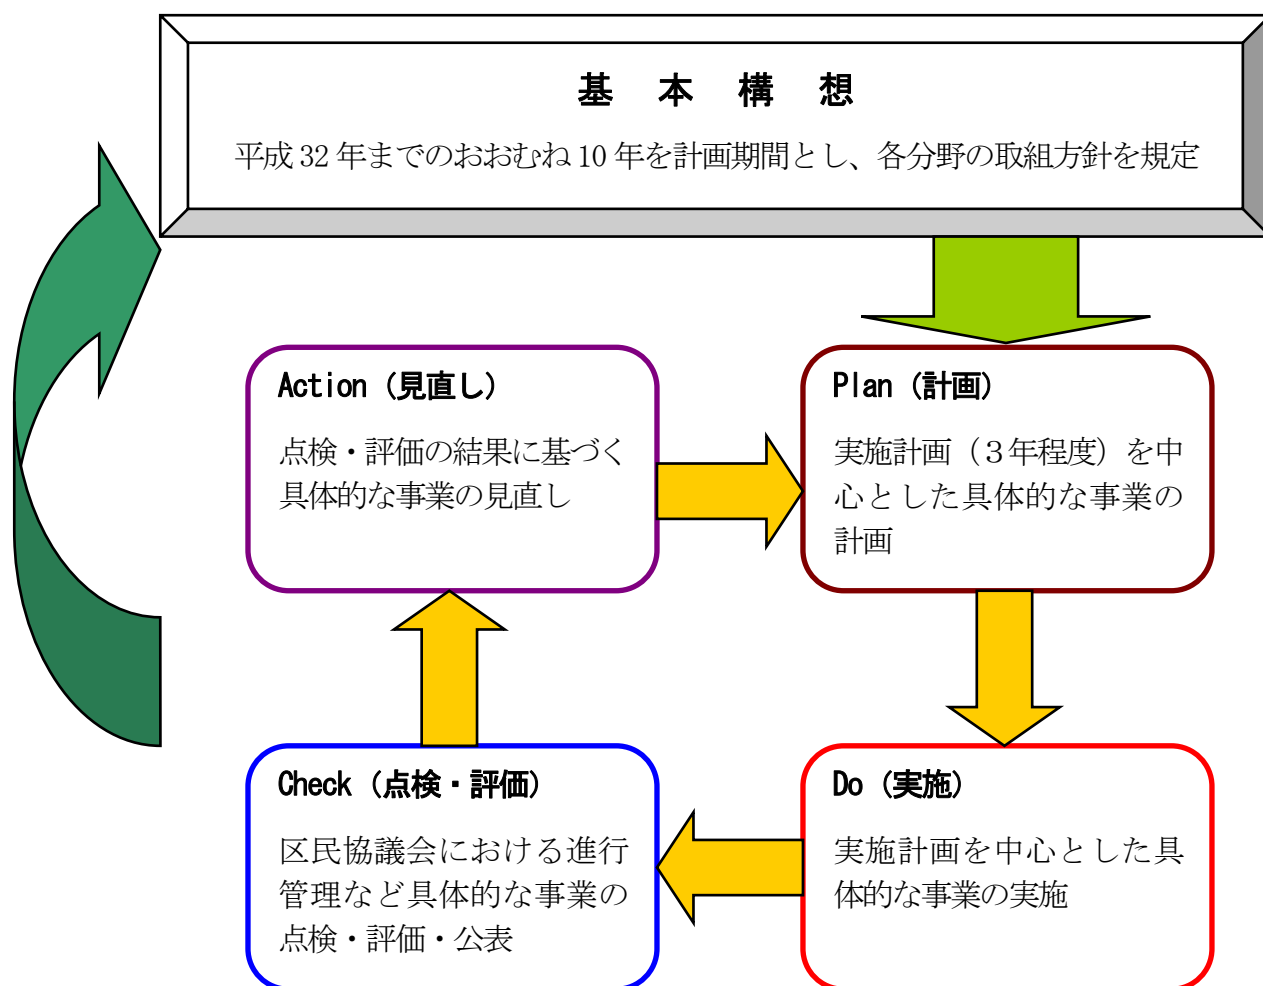 基　本　構　想
平成 32 年までのおおむね 10 年を計画期間とし、各分野の取組方針を規定
Action（見直し）
点検・評価の結果に基づく
具体的な事業の見直し
Plan（計画）
実施計画（３年程度）を中
心とした具体的な事業の
計画
Check（点検・評価）
区民協議会における進行
管理など具体的な事業の
点検・評価・公表
Do（実施）
実施計画を中心とした具
体的な事業の実施